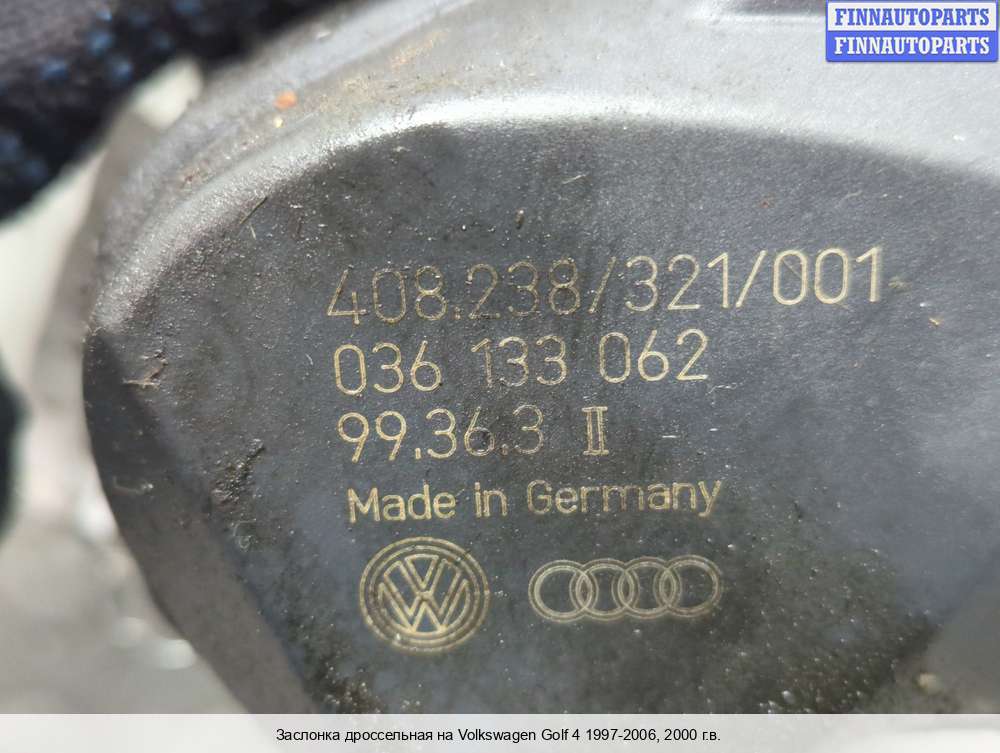 FINNAUTOPARTS
FINNAUTOPARTS
408.238/321/001
036 133 062
99.36.3 II
Made in Germany
Заслонка дроссельная на Volkswagen Golf 4 1997-2006, 2000 г.в.